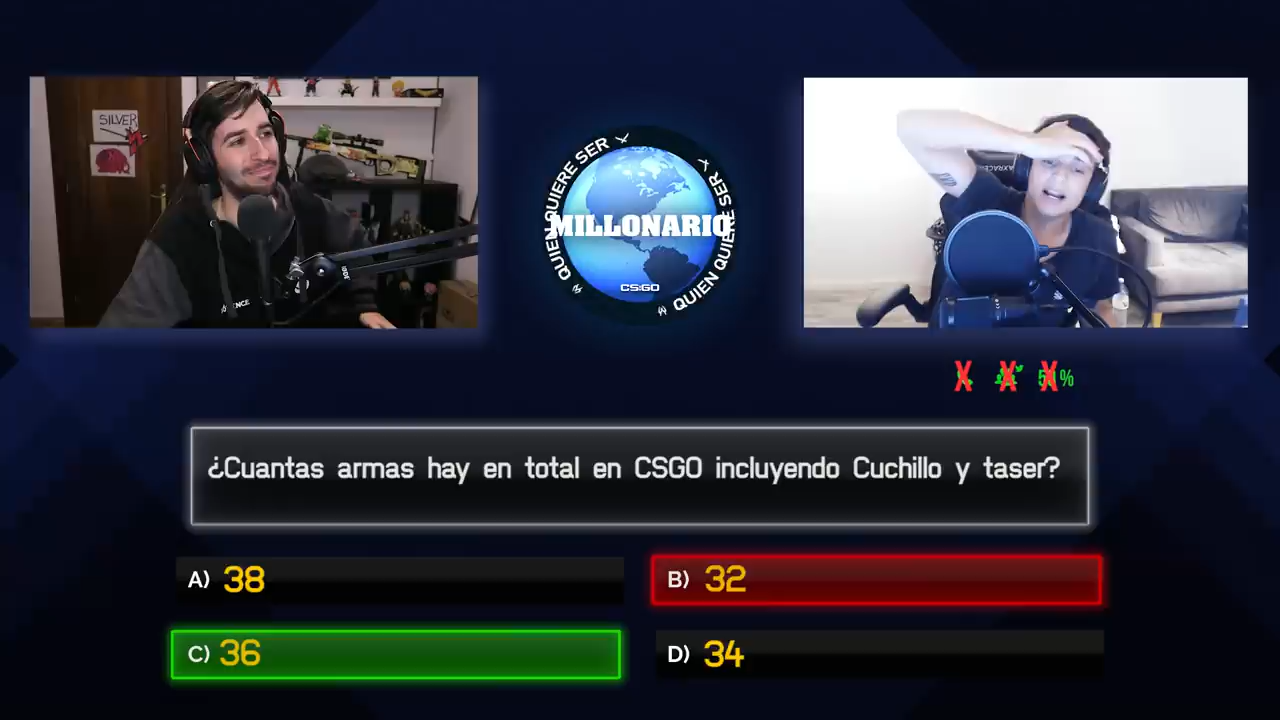 SILVER
QUIEN QUIERE SER
QUIEN QUIERE SER
MILLONARIO
CS:GO
%
¿Cuantas armas hay en total en CSGO incluyendo Cuchillo y taser?
A) 38
B) 32
C) 36
D) 34